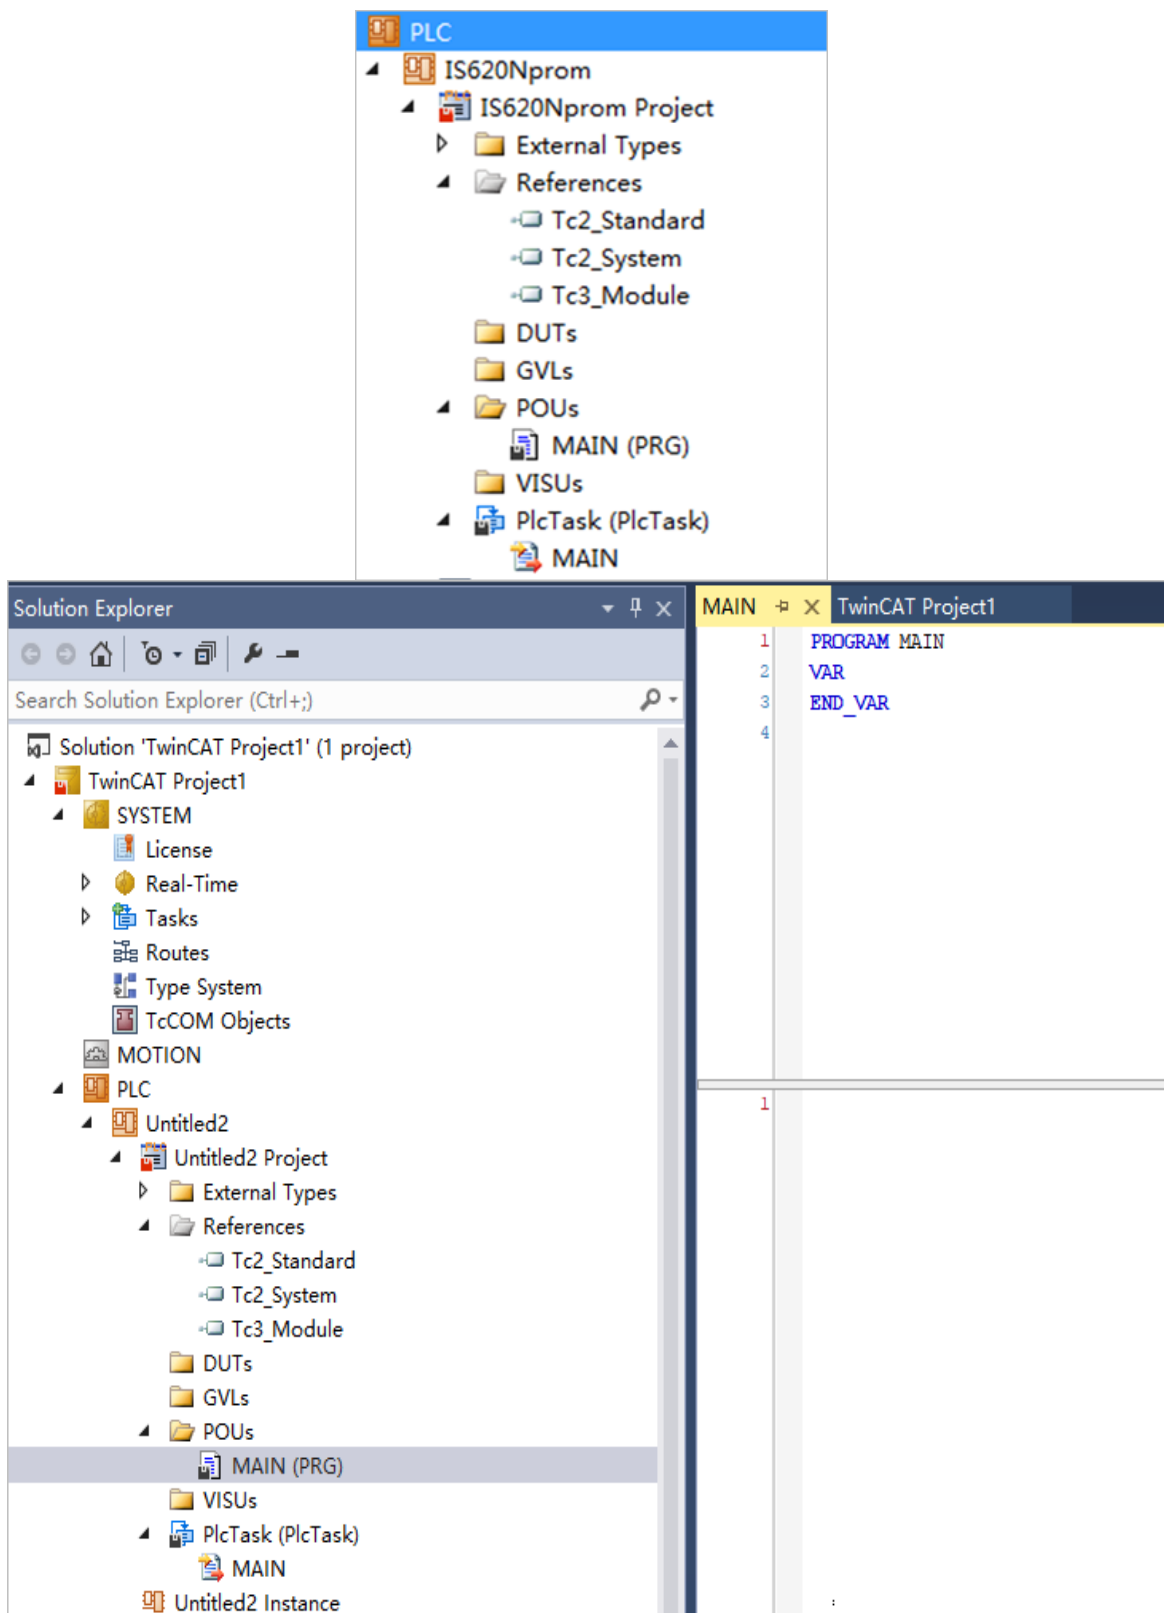 PLC
IS620Nprom
IS620Nprom Project
External Types
References
Tc2_Standard
Tc2_System
Tc3_Module
DUTs
GVLs
POUs
MAIN (PRG)
VISUs
PlcTask (PlcTask)
MAIN
Solution Explorer
Search Solution Explorer (Ctrl+;)
Solution 'TwinCAT Project1' (1 project)
TwinCAT Project1
SYSTEM
License
Real-Time
Tasks
Routes
Type System
TcCOM Objects
MOTION
PLC
Untitled2
Untitled2 Project
External Types
References
Tc2_Standard
Tc2_System
Tc3_Module
DUTs
GVLs
POUs
MAIN (PRG)
VISUs
PlcTask (PlcTask)
MAIN
Untitled2 Instance
MAIN TwinCAT Project1
1 PROGRAM MAIN
2 VAR
3 END_VAR
4
1